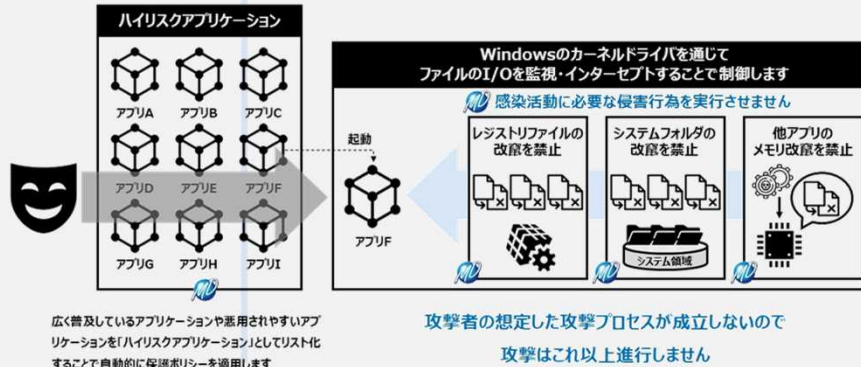 ハイリスクアプリケーション
アプリA アプリB アプリC
アプリD アプリE アプリF
アプリG アプリH アプリI
広く普及しているアプリケーションや悪用されやすいアプ
リケーションを「ハイリスクアプリケーション」としてリスト化
することで自動的に保護ポリシーを適用します
起動
アプリF
Windowsのカーネルドライバを通じて
ファイルのI/Oを監視・インターセプトすることで制御します
感染活動に必要な侵害行為を実行させません
レジストリファイルの
改竄を禁止
システムフォルダの
改竄を禁止
システム領域
他アプリの
メモリ改竄を禁止
攻撃者の想定した攻撃プロセスが成立しないので
攻撃はこれ以上進行しません